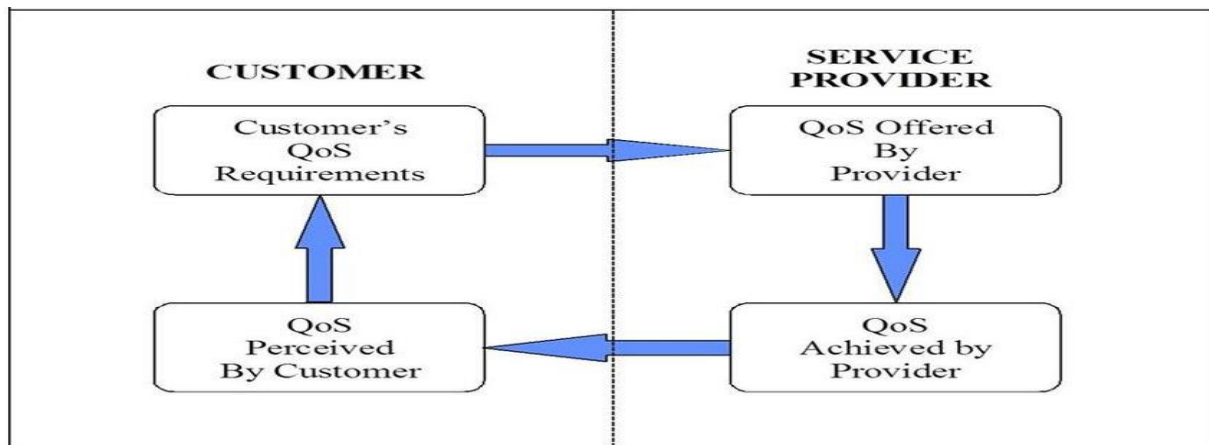 CUSTOMER
SERVICE
PROVIDER
Customer’s
QoS
Requirements
QoS Offered
By
Provider
QoS
Perceived
By Customer
QoS
Achieved by
Provider